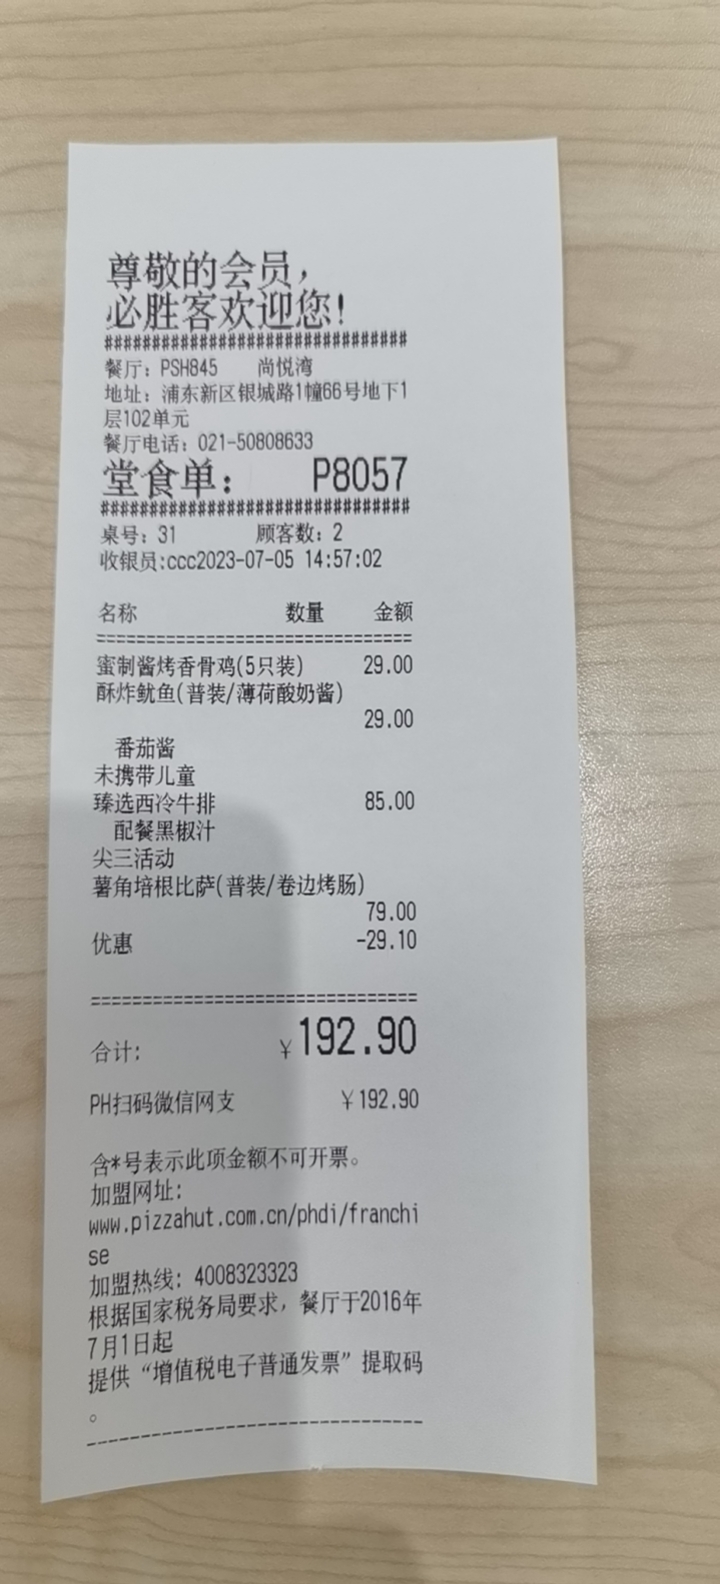 尊敬的会员，
必胜客欢迎您!
################################
餐厅: PSH845 尚悦湾
地址: 浦东新区银城路1幢66号地下1
层102单元
餐厅电话: 021-50808633
堂食单: P8057
################################
桌号: 31 顾客数: 2
收银员:ccc2023-07-05 14:57:02
名称 数量 金额
================================
蜜制酱烤香骨鸡(5只装) 29.00
酥炸鱿鱼(普装/薄荷酸奶酱)
29.00
番茄酱
未携带儿童
臻选西冷牛排 85.00
配餐黑椒汁
尖三活动
薯角培根比萨(普装/卷边烤肠)
79.00
优惠 -29.10
================================
合计: ￥192.90
PH扫码微信网支 ￥192.90
含*号表示此项金额不可开票。
加盟网址:
www.pizzahut.com.cn/phdi/franchi
se
加盟热线: 4008323323
根据国家税务局要求，餐厅于2016年
7月1日起
提供“增值税电子普通发票”提取码
。
--------------------------------